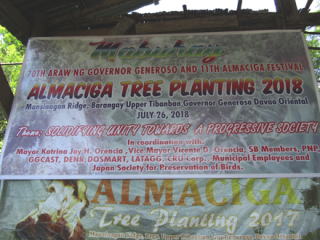 Mabuting
70TH ARAW NG GOVERNOR GENEROSO AND 11TH ALMACIGA FESTIVAL
ALMACIGA TREE PLANTING 2018
Mansinagan Ridge, Barangay Upper Tibanban Governor Generoso Davao Oriental
JULY 26, 2018
Theme: SOLIDIFYING UNITY TOWARDS A PROGRESSIVE SOCIETY
In coordination with:
Mayor Katrina Joy H. Orencia, Vice Mayor Vicente D. Orencia, SB Members, PNP,
GGCAST, DENR, DOSMART, LATAGG, CRU Corp., Municipal Employees and
Japan Society for Preservation of Birds.
ALMACIGA
Tree Planting 2017